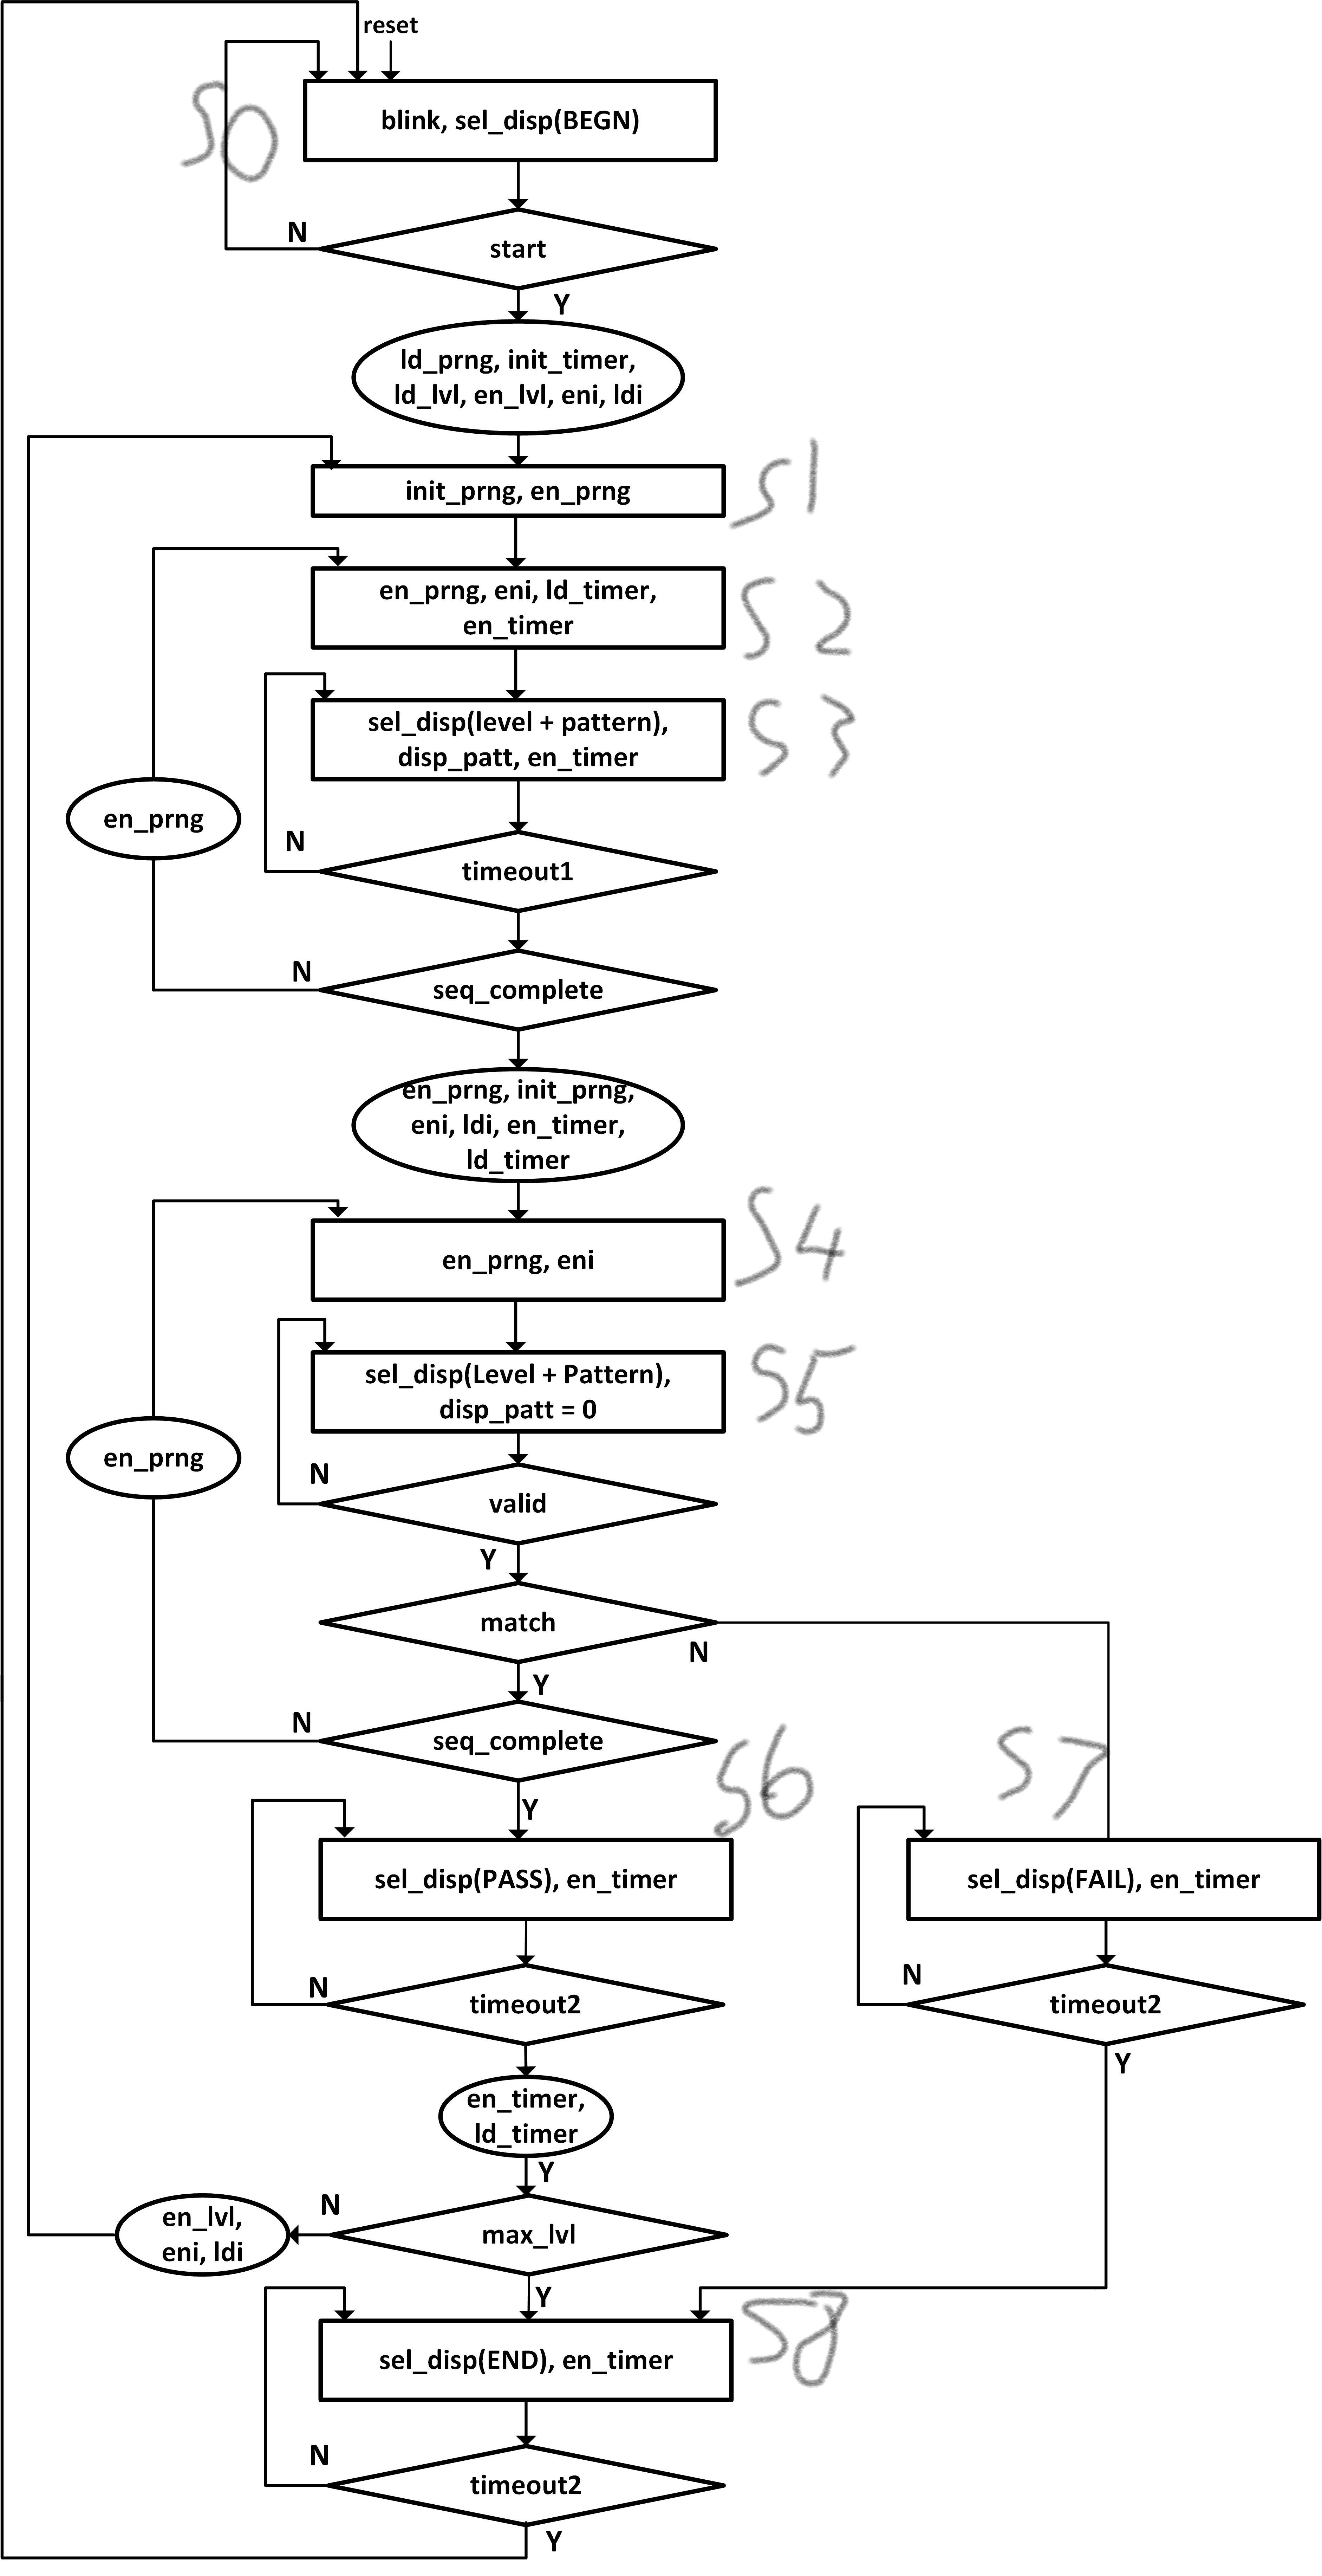 reset
S0
blink, sel_disp(BEGN)
N
start
Y
ld_prng, init_timer,
ld_lvl, en_lvl, eni, ldi
S1
init_prng, en_prng
en_prng, eni, ld_timer,
en_timer
S2
sel_disp(level + pattern),
disp_patt, en_timer
S3
en_prng
N
timeout1
N
seq_complete
en_prng, init_prng,
eni, ldi, en_timer,
ld_timer
S4
en_prng, eni
sel_disp(Level + Pattern),
disp_patt = 0
S5
en_prng
N
valid
Y
match
N
Y
N
seq_complete
S6
S7
Y
sel_disp(PASS), en_timer
sel_disp(FAIL), en_timer
N
timeout2
N
timeout2
Y
en_timer,
ld_timer
Y
en_lvl,
eni, ldi
N
max_lvl
Y
S8
sel_disp(END), en_timer
N
timeout2
Y